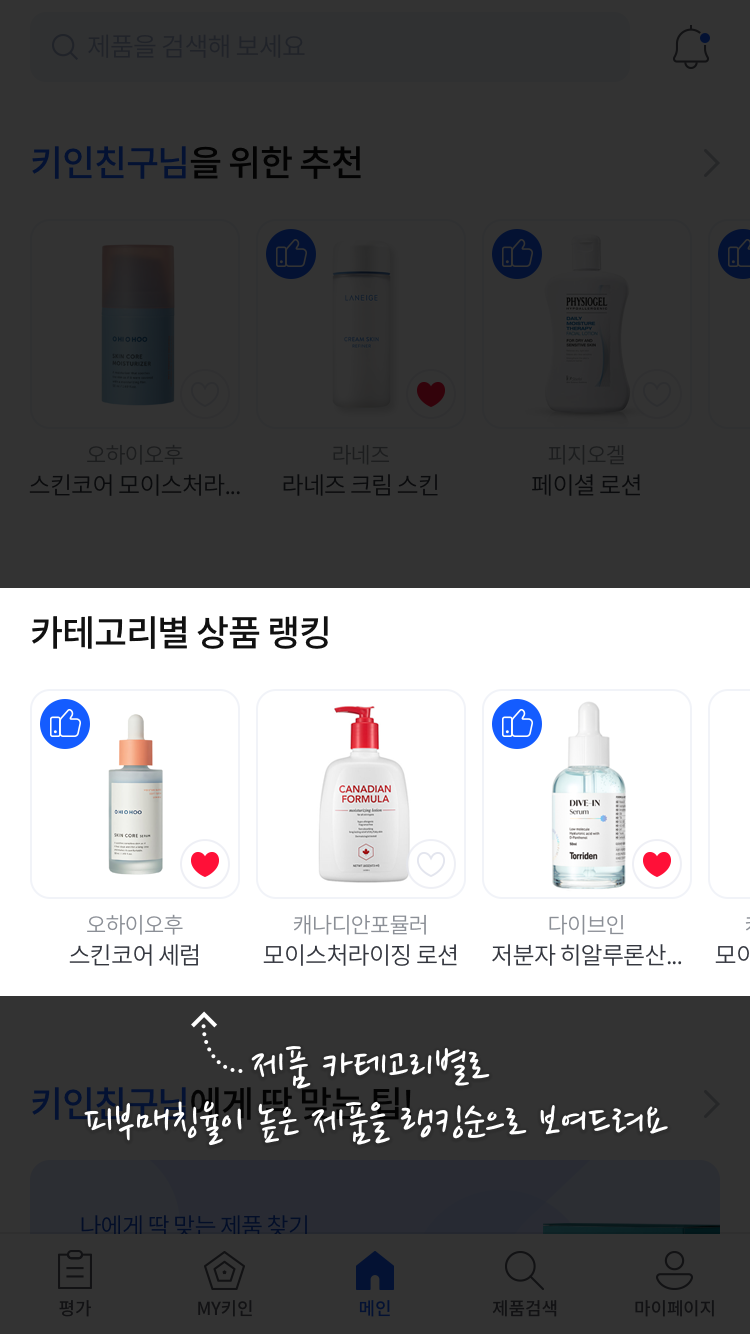 제품을 검색해 보세요
키인친구님을 위한 추천
OHIOHOO
SKIN CORE
MOISTURIZER
LANEIGE
CREAM SKIN
PHYSIOGEL
DAILY
MOISTURE
THERAPY
오하이오후
라네즈
피지오겔
스킨코어 모이스처라...
라네즈 크림 스킨
페이셜 로션
카테고리별 상품 랭킹
OHIOHOO
SKIN CORE SERUM
CANADIAN
FORMULA
moisturizing lotion
DIVE-IN
Serum
Torriden
오하이오후
캐나디안포뮬러
다이브인
스킨코어 세럼
모이스처라이징 로션
저분자 히알루론산...
모이
제품 카테고리별로
키인친구님에게 딱 맞는 팁!
피부매칭율이 높은 제품을 랭킹순으로 보여드려요
나에게 딱 맞는 제품 찾기
평가
MY키인
메인
제품검색
마이페이지